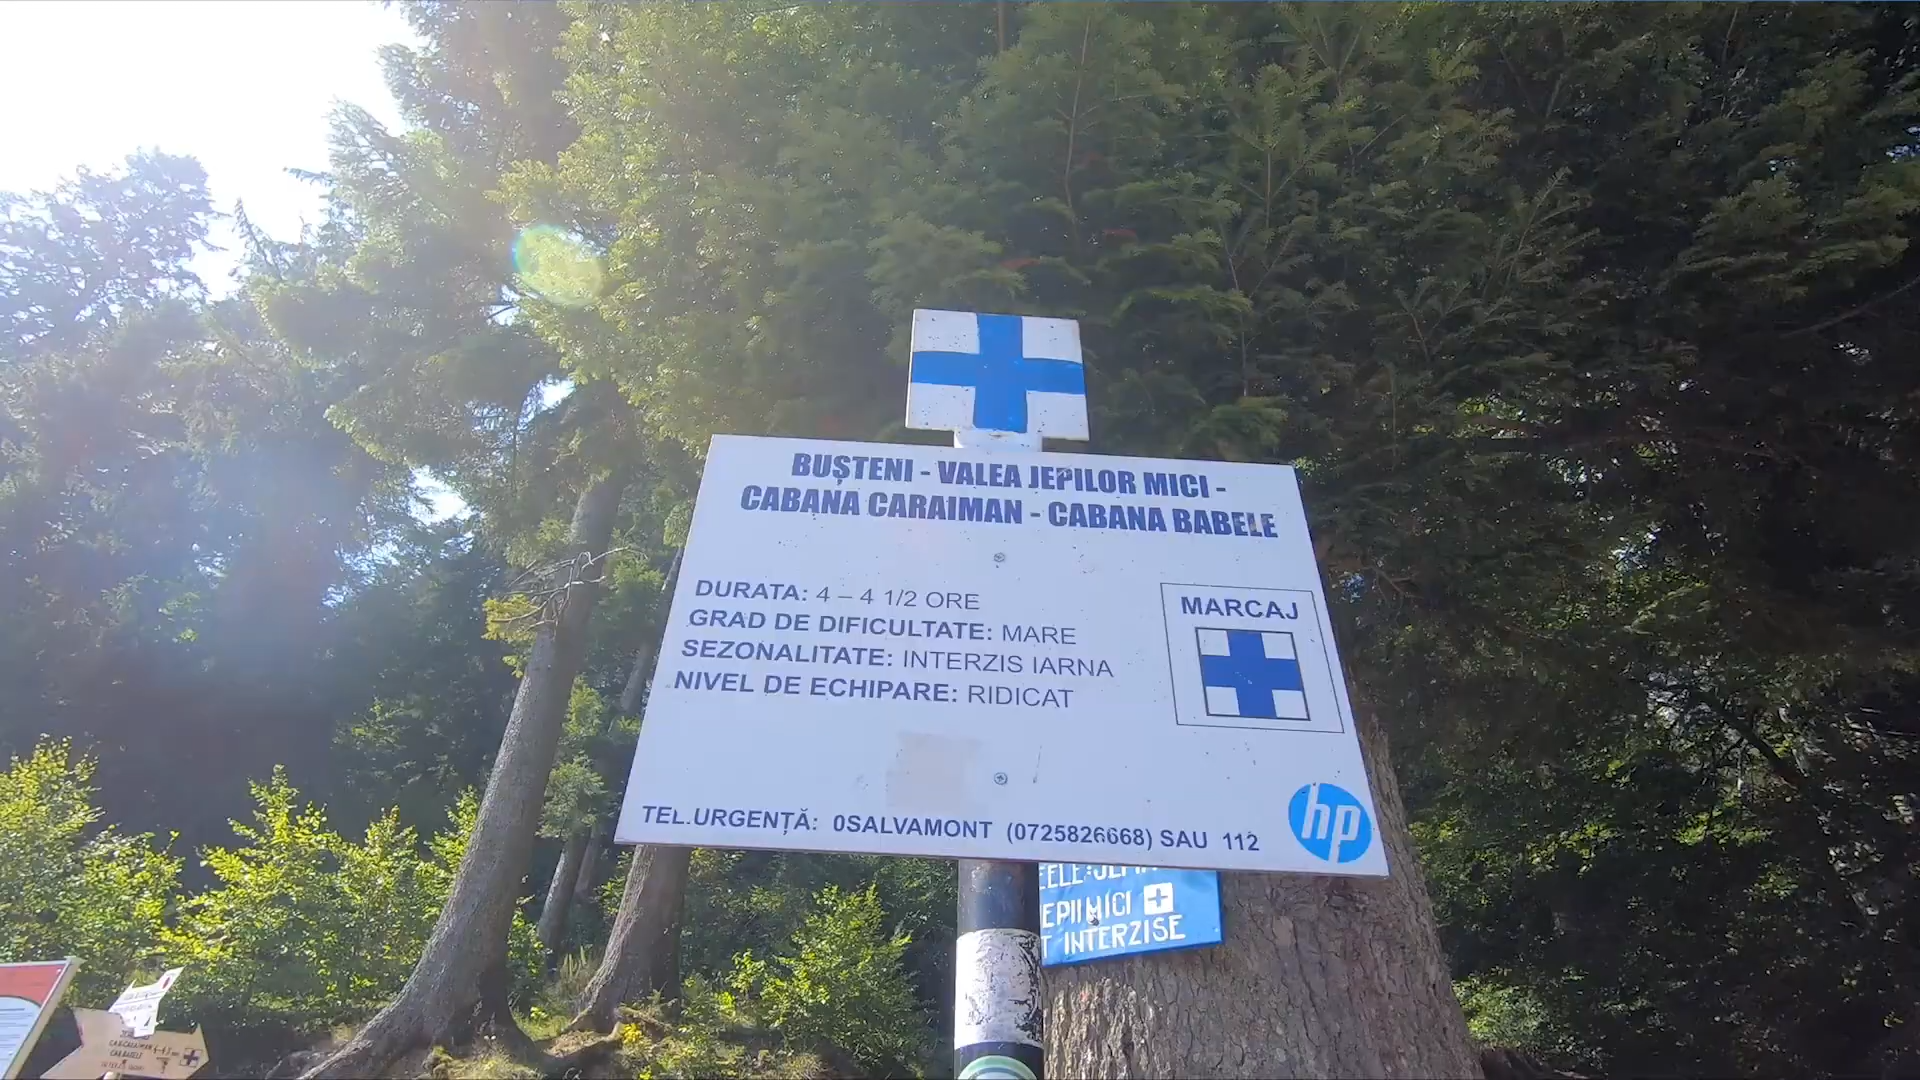 BUȘTENI - VALEA JEPILOR MICI -
CABANA CARAIMAN - CABANA BABELE
DURATA: 4 – 4 1/2 ORE
GRAD DE DIFICULTATE: MARE
SEZONALITATE: INTERZIS IARNA
NIVEL DE ECHIPARE: RIDICAT
MARCAJ
TEL.URGENȚĂ: 0SALVAMONT (0725826668) SAU 112
hp
MICI
INTERZISE